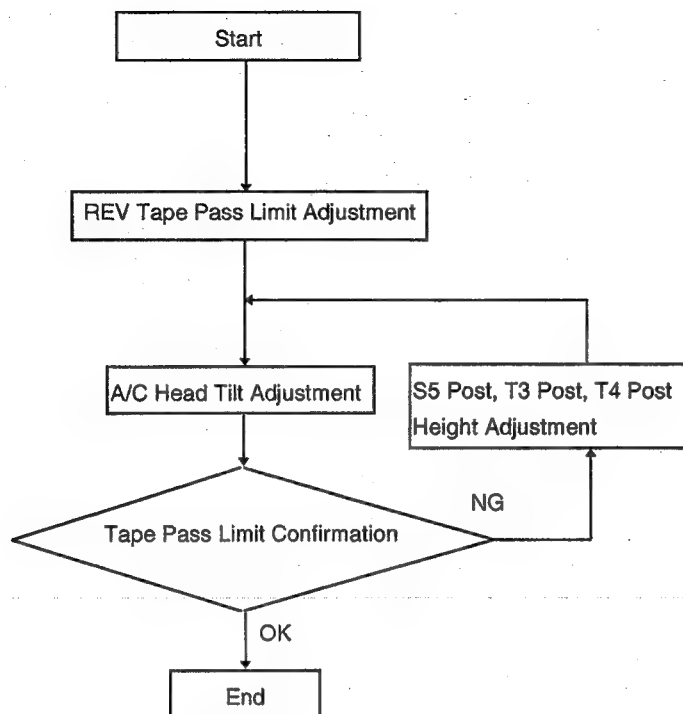 Start
REV Tape Pass Limit Adjustment
A/C Head Tilt Adjustment
S5 Post, T3 Post, T4 Post
Height Adjustment
NG
Tape Pass Limit Confirmation
OK
End